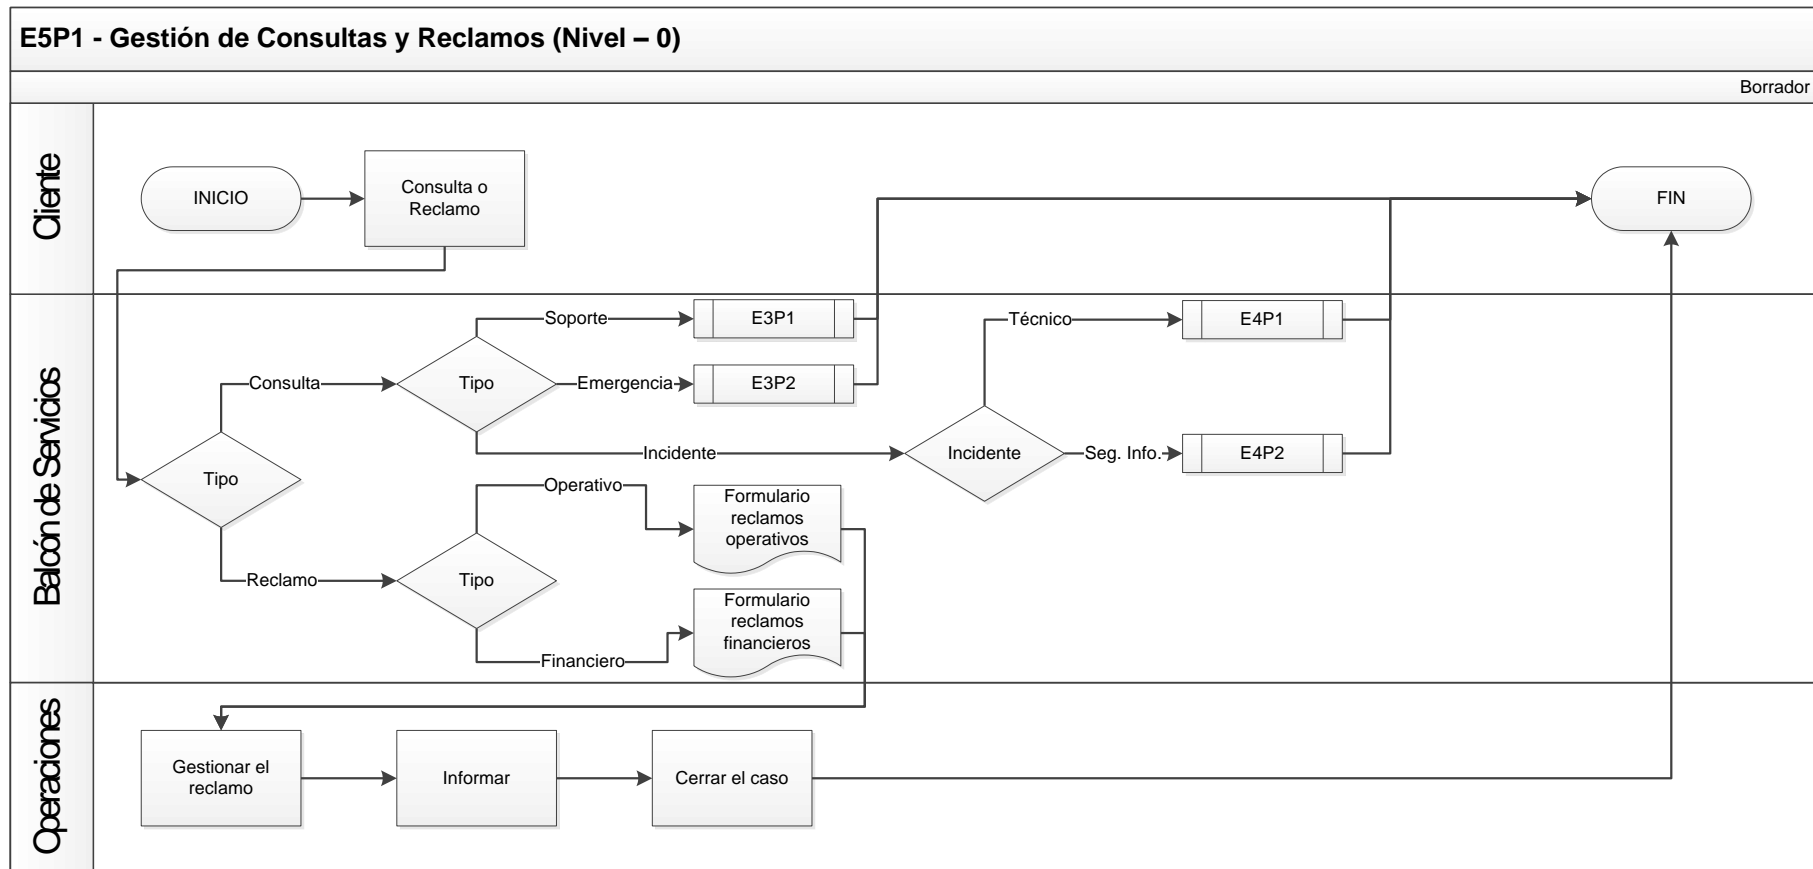 E5P1 - Gestión de Consultas y Reclamos (Nivel – 0)
Borrador
Cliente
INICIO
Consulta o
Reclamo
FIN
Balcón de Servicios
Soporte
E3P1
Técnico
E4P1
Consulta
Tipo
Emergencia
E3P2
Incidente
Incidente
Seg. Info.
E4P2
Tipo
Operativo
Formulario
reclamos
operativos
Reclamo
Tipo
Formulario
reclamos
financieros
Financiero
Operaciones
Gestionar el
reclamo
Informar
Cerrar el caso